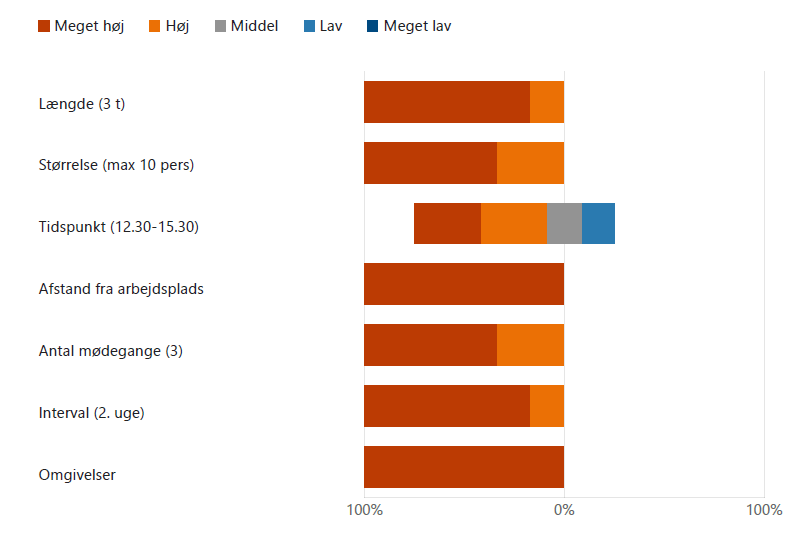 Meget høj Høj Middel Lav Meget lav
Længde (3 t)
Størrelse (max 10 pers)
Tidspunkt (12.30-15.30)
Afstand fra arbejdsplads
Antal mødegange (3)
Interval (2. uge)
Omgivelser
100% 0% 100%